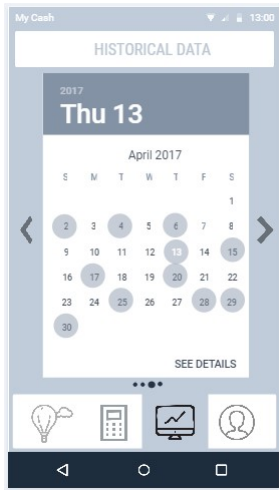 My Cash 13:00
HISTORICAL DATA
2017
Thu 13
April 2017
S M T W T F S
1
2 3 4 5 6 7 8
9 10 11 12 13 14 15
16 17 18 19 20 21 22
23 24 25 26 27 28 29
30
SEE DETAILS